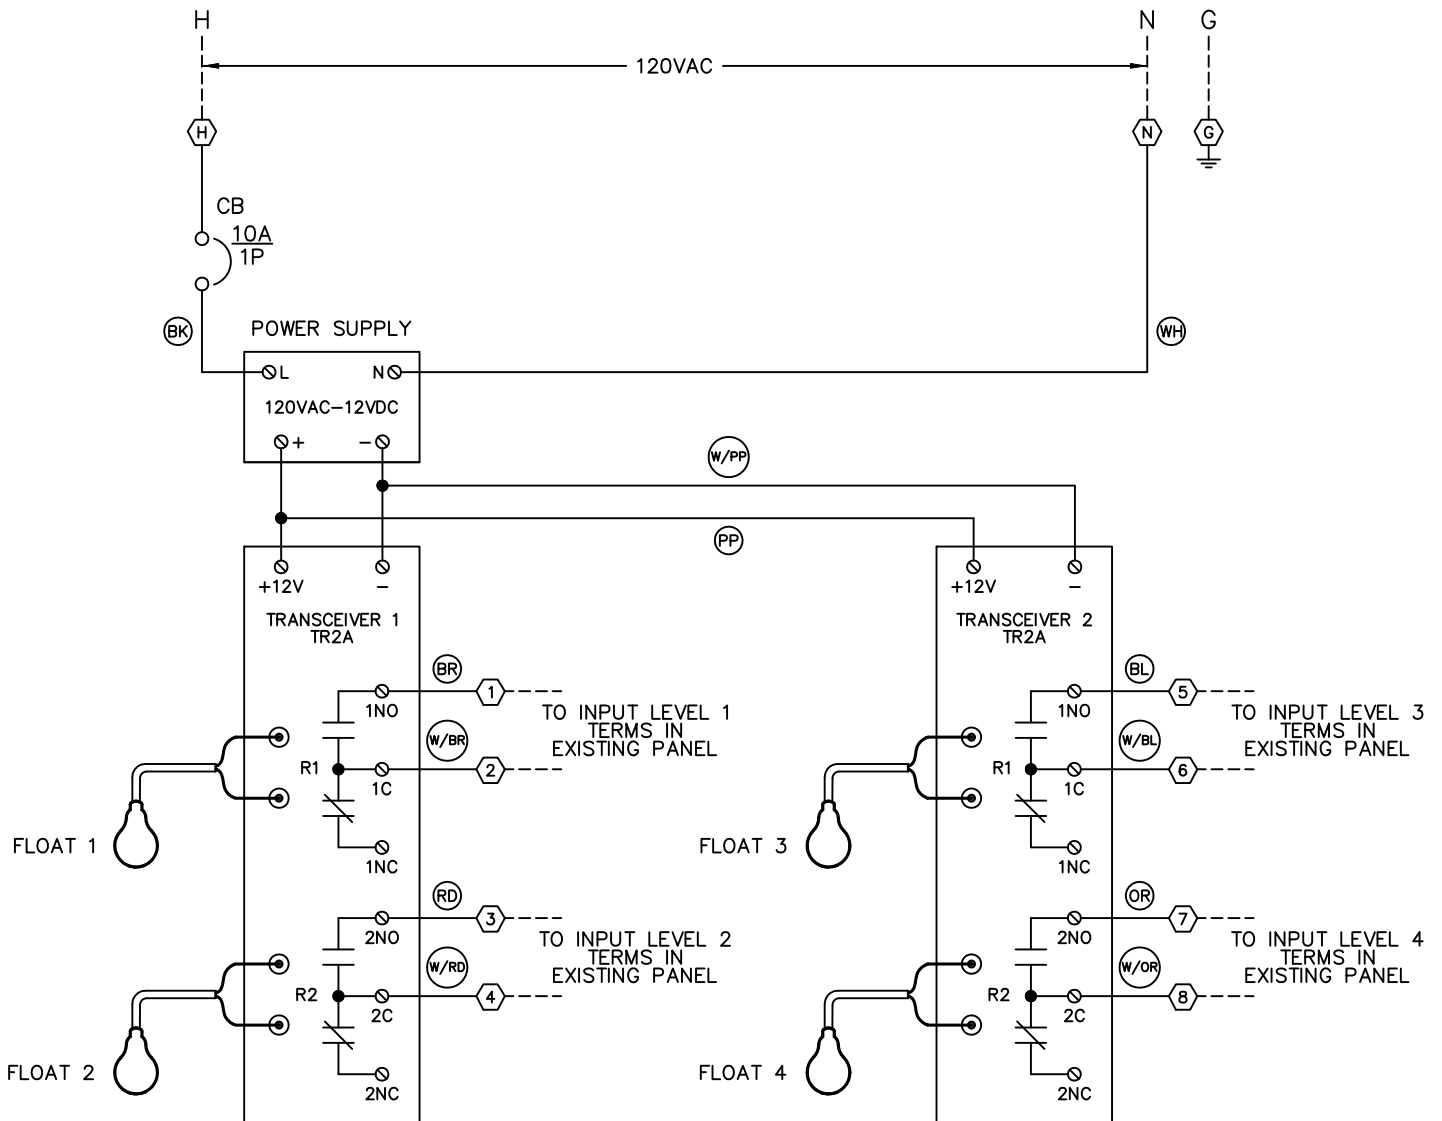 H N G
120VAC
H N G
CB
10A
1P
BK WH
POWER SUPPLY
L N
120VAC-12VDC
+ -
W/PP
PP
+12V -
TRANSCEIVER 1
TR2A
+12V -
TRANSCEIVER 2
TR2A
BR
1
1NO
TO INPUT LEVEL 1
TERMS IN
EXISTING PANEL
W/BR
R1
2
1C
1NC
FLOAT 1
BL
5
1NO
TO INPUT LEVEL 3
TERMS IN
EXISTING PANEL
W/BL
R1
6
1C
1NC
FLOAT 3
RD
3
2NO
TO INPUT LEVEL 2
TERMS IN
EXISTING PANEL
W/RD
R2
4
2C
2NC
FLOAT 2
OR
7
2NO
TO INPUT LEVEL 4
TERMS IN
EXISTING PANEL
W/OR
R2
8
2C
2NC
FLOAT 4